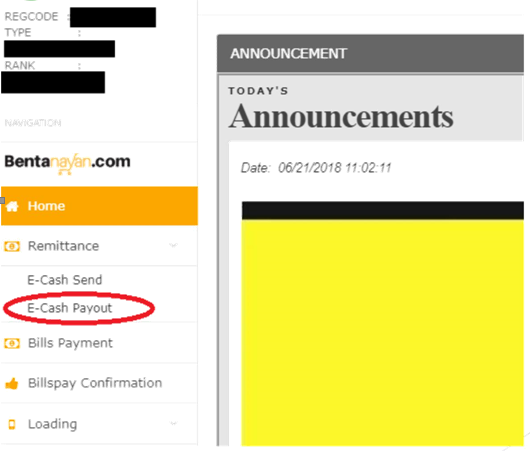 REGCODE :
TYPE :
RANK :
NAVIGATION
Bentanayan.com
Home
Remittance
E-Cash Send
E-Cash Payout
Bills Payment
Billspay Confirmation
Loading
ANNOUNCEMENT
TODAY'S
Announcements
Date: 06/21/2018 11:02:11